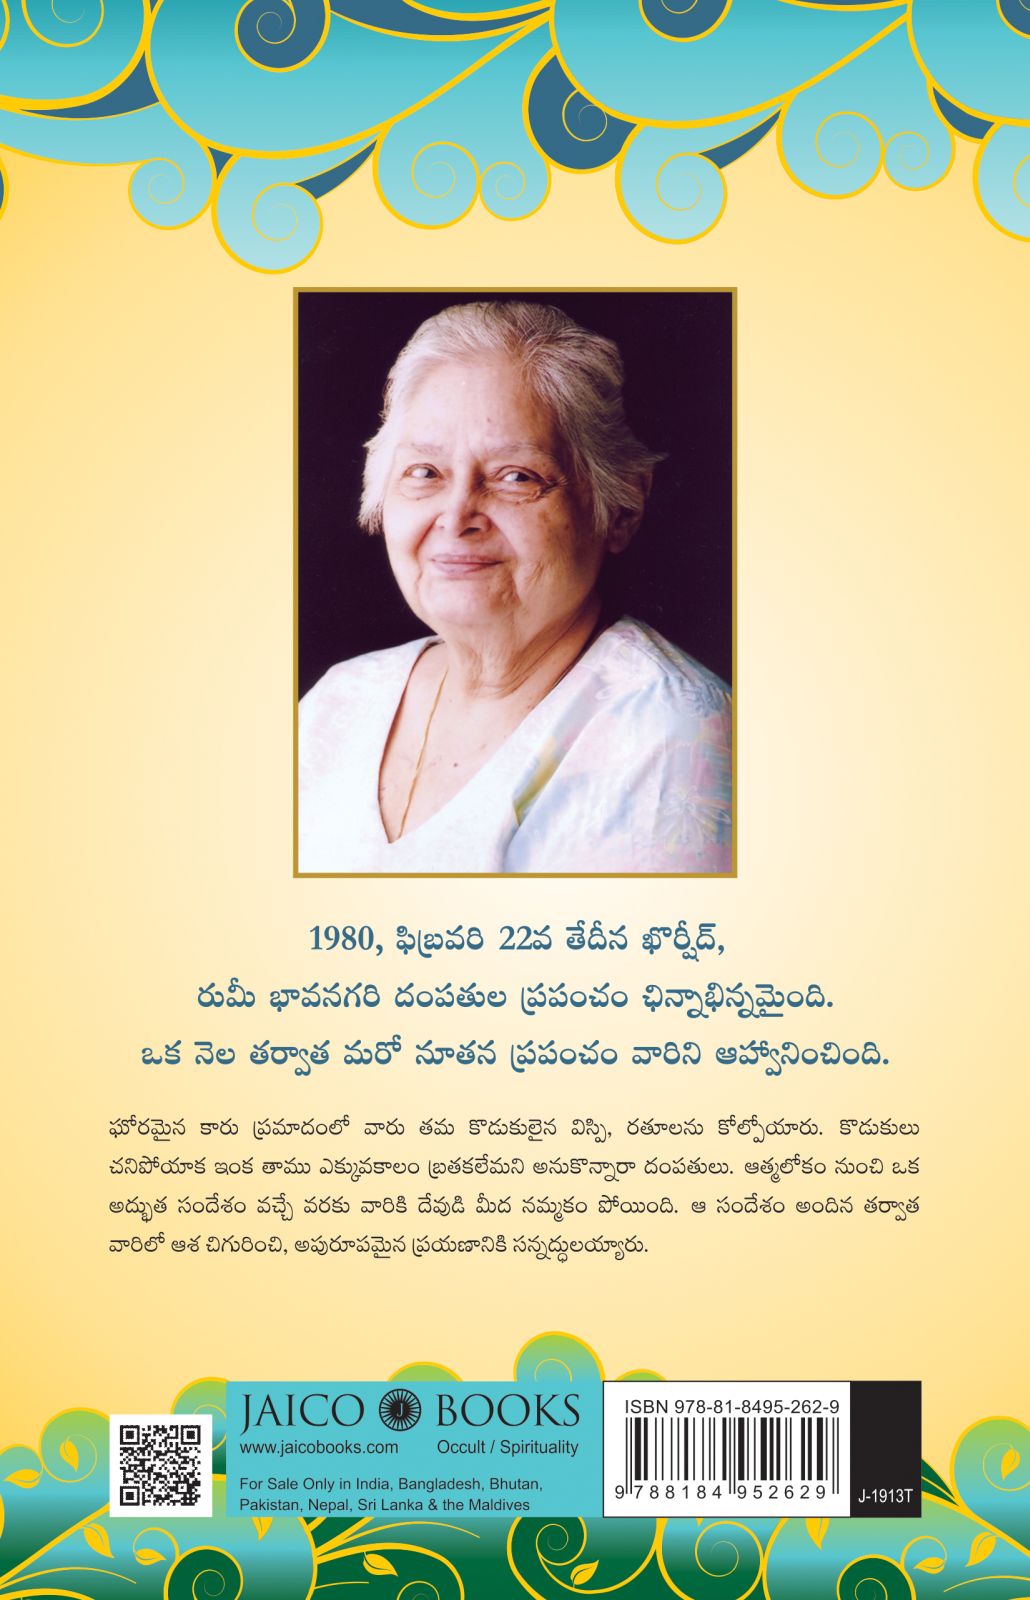 1980, ఫిబ్రవరి 22వ తేదీన ఖొర్షీద్,
రుమీ భావనగరి దంపతుల ప్రపంచం ఛిన్నాభిన్నమైంది.
ఒక నెల తర్వాత మరో నూతన ప్రపంచం వారిని ఆహ్వానించింది.
ఘోరమైన కారు ప్రమాదంలో వారు తమ కొడుకులైన విస్పి, రతూలను కోల్పోయారు. కొడుకులు
చనిపోయాక ఇంక తాము ఎక్కువకాలం బ్రతకలేమని అనుకొన్నారా దంపతులు. ఆత్మలోకం నుంచి ఒక
అద్భుత సందేశం వచ్చే వరకు వారికి దేవుడి మీద నమ్మకం పోయింది. ఆ సందేశం అందిన తర్వాత
వారిలో ఆశ చిగురించి, అపురూపమైన ప్రయణానికి సన్నద్ధులయ్యారు.
JAICO J BOOKS
www.jaicobooks.com Occult / Spirituality
For Sale Only in India, Bangladesh, Bhutan,
Pakistan, Nepal, Sri Lanka & the Maldives
ISBN 978-81-8495-262-9
9 788184 952629
J-1913T